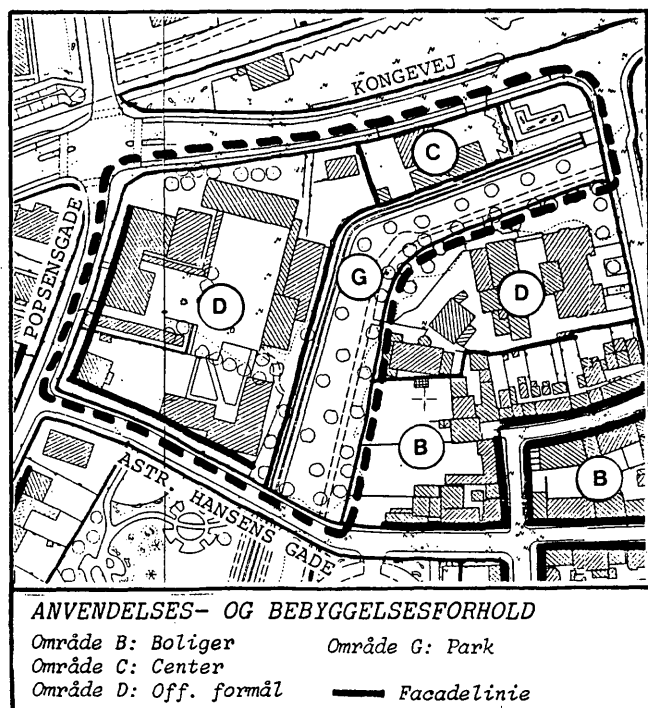 KONGEVEJ
C
G
D
D
POPSENSGADE
B
B
ASTR. HANSENS GADE
ANVENDELSES- OG BEBYGGELSESFORHOLD
Område B: Boliger Område G: Park
Område C: Center
Område D: Off. formål Facadelinie